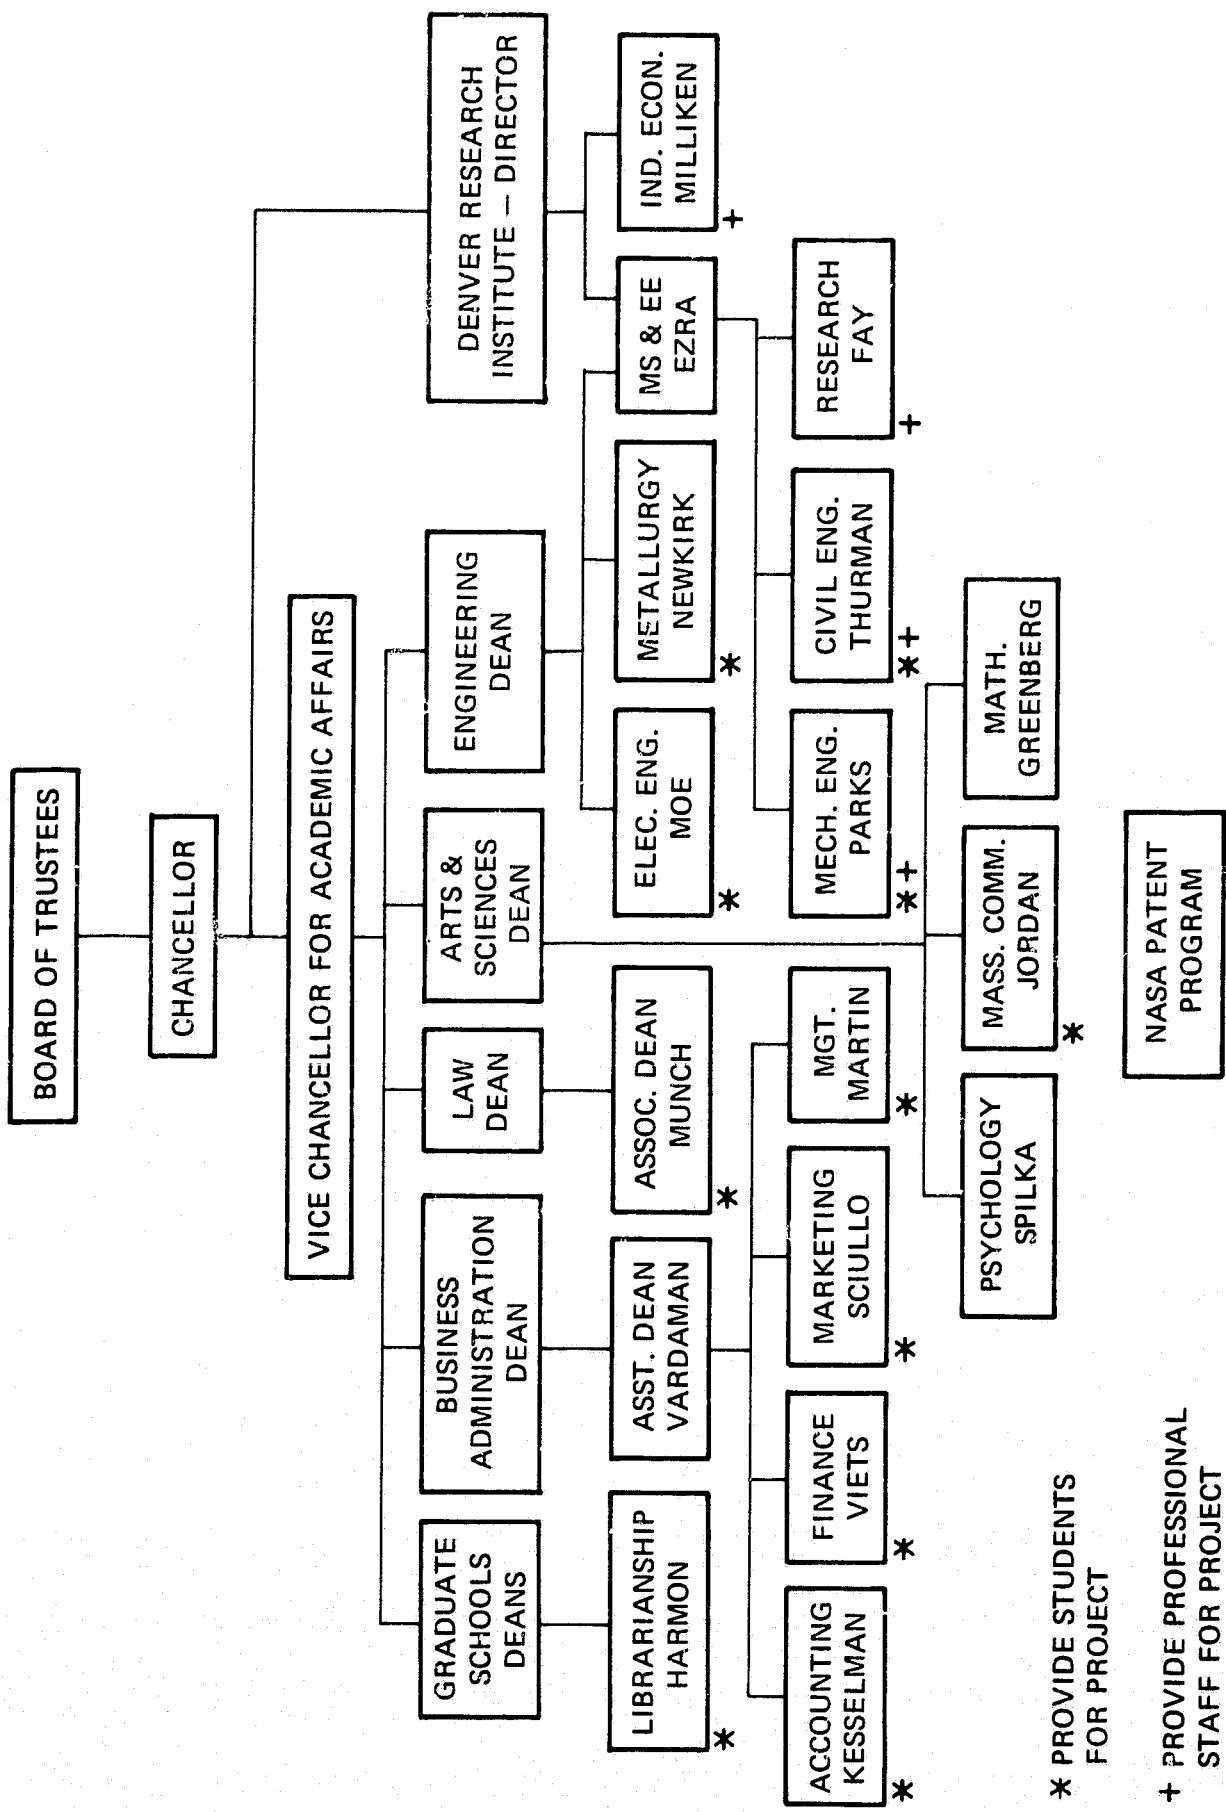 BOARD OF TRUSTEES
CHANCELLOR
VICE CHANCELLOR FOR ACADEMIC AFFAIRS
GRADUATE
SCHOOLS
DEANS
BUSINESS
ADMINISTRATION
DEAN
LAW
DEAN
ARTS &
SCIENCES
DEAN
ENGINEERING
DEAN
DENVER RESEARCH
INSTITUTE – DIRECTOR
LIBRARIANSHIP
HARMON
*
ASST. DEAN
VARDAMAN
ASSOC. DEAN
MUNCH
*
ELEC. ENG.
MOE
*
METALLURGY
NEWKIRK
*
MS & EE
EZRA
IND. ECON.
MILLIKEN
+
ACCOUNTING
KESSELMAN
*
FINANCE
VIETS
*
MARKETING
SCIULLO
*
MGT.
MARTIN
*
MECH. ENG.
PARKS
* +
CIVIL ENG.
THURMAN
* +
RESEARCH
FAY
+
PSYCHOLOGY
SPILKA
MASS. COMM.
JORDAN
*
MATH.
GREENBERG
* PROVIDE STUDENTS
FOR PROJECT
+ PROVIDE PROFESSIONAL
STAFF FOR PROJECT
NASA PATENT
PROGRAM